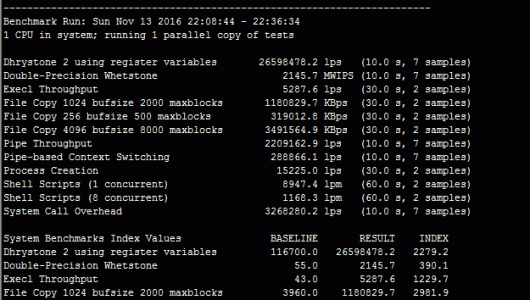 ------------------------------------------------------------------------
Benchmark Run: Sun Nov 13 2016 22:08:44 - 22:36:34
1 CPU in system; running 1 parallel copy of tests
Dhrystone 2 using register variables 26598478.2 lps (10.0 s, 7 samples)
Double-Precision Whetstone 2145.7 MWIPS (10.0 s, 7 samples)
Execl Throughput 5287.6 lps (30.0 s, 2 samples)
File Copy 1024 bufsize 2000 maxblocks 1180829.7 KBps (30.0 s, 2 samples)
File Copy 256 bufsize 500 maxblocks 319012.8 KBps (30.0 s, 2 samples)
File Copy 4096 bufsize 8000 maxblocks 3491564.9 KBps (30.0 s, 2 samples)
Pipe Throughput 2209162.9 lps (10.0 s, 7 samples)
Pipe-based Context Switching 288866.1 lps (10.0 s, 7 samples)
Process Creation 15225.0 lps (30.0 s, 2 samples)
Shell Scripts (1 concurrent) 8947.4 lpm (60.0 s, 2 samples)
Shell Scripts (8 concurrent) 1168.3 lpm (60.0 s, 2 samples)
System Call Overhead 3268280.2 lps (10.0 s, 7 samples)
System Benchmarks Index Values BASELINE RESULT INDEX
Dhrystone 2 using register variables 116700.0 26598478.2 2279.2
Double-Precision Whetstone 55.0 2145.7 390.1
Execl Throughput 43.0 5287.6 1229.7
File Copy 1024 bufsize 2000 maxblocks 3960.0 1180829.7 2981.9